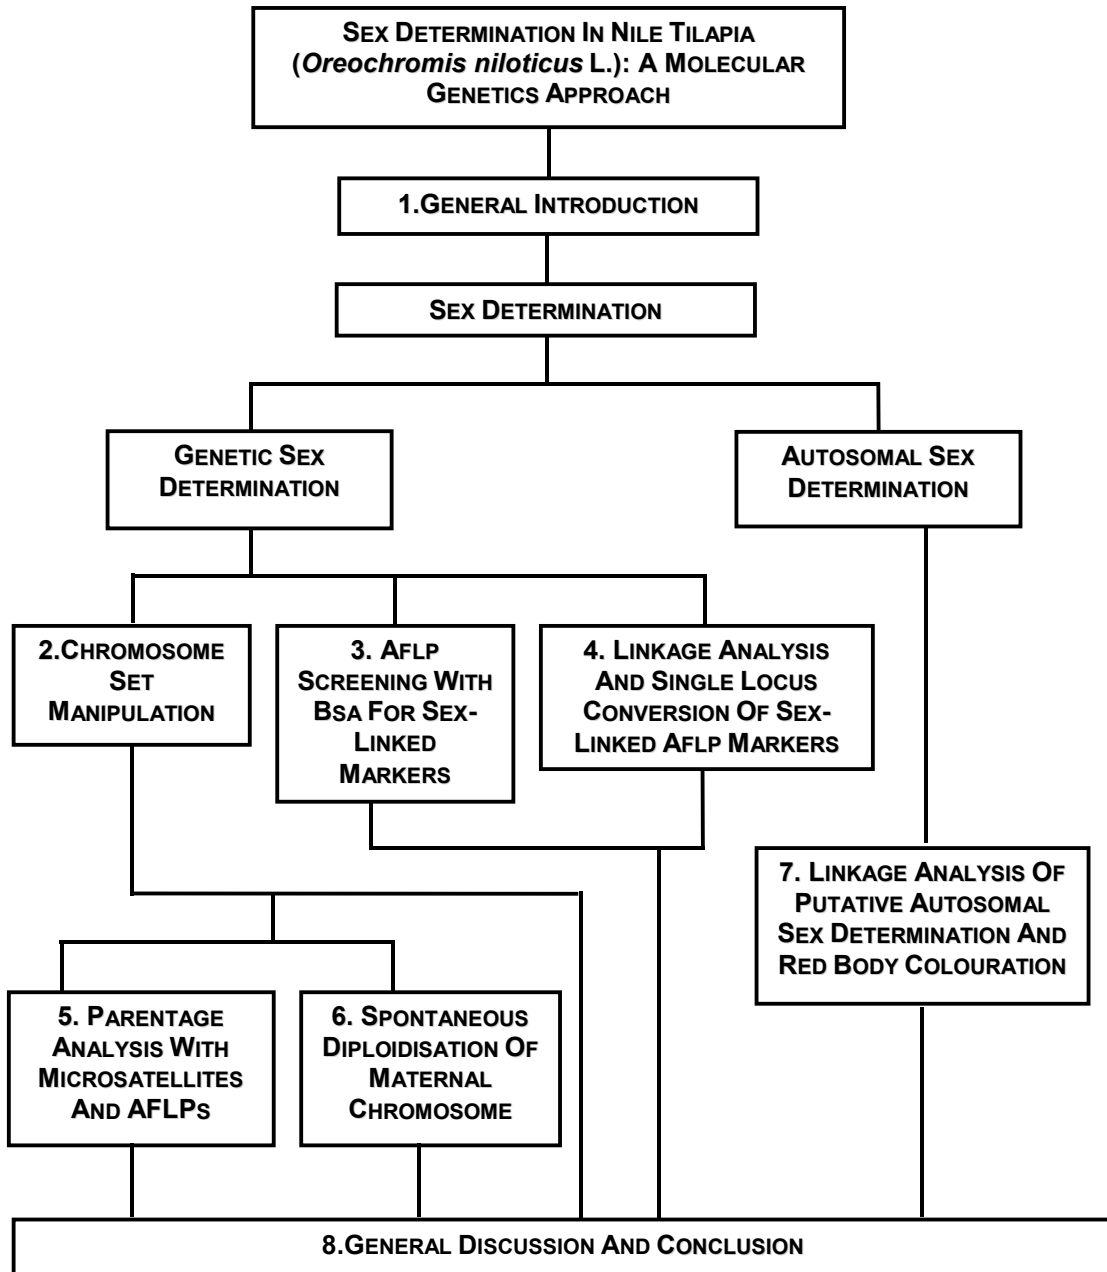 SEX DETERMINATION IN NILE TILAPIA
(Oreochromis niloticus L.): A MOLECULAR
GENETICS APPROACH
1.GENERAL INTRODUCTION
SEX DETERMINATION
GENETIC SEX
DETERMINATION
AUTOSOMAL SEX
DETERMINATION
2.CHROMOSOME
SET
MANIPULATION
3. AFLP
SCREENING WITH
BSA FOR SEX-
LINKED
MARKERS
4. LINKAGE ANALYSIS
AND SINGLE LOCUS
CONVERSION OF SEX-
LINKED AFLP MARKERS
7. LINKAGE ANALYSIS OF
PUTATIVE AUTOSOMAL
SEX DETERMINATION AND
RED BODY COLOURATION
5. PARENTAGE
ANALYSIS WITH
MICROSATELLITES
AND AFLPS
6. SPONTANEOUS
DIPLOIDISATION OF
MATERNAL
CHROMOSOME
8.GENERAL DISCUSSION AND CONCLUSION